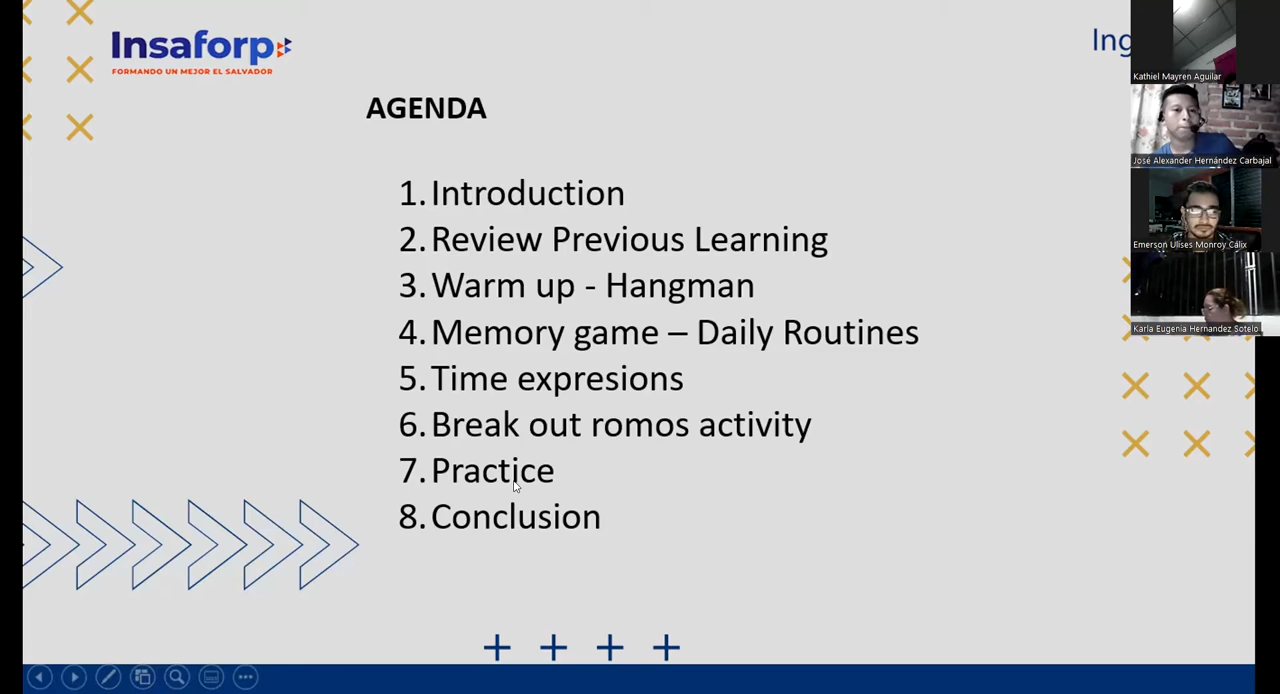 Insaforp
FORMANDO UN MEJOR EL SALVADOR
Ing
AGENDA
1. Introduction
2. Review Previous Learning
3. Warm up - Hangman
4. Memory game – Daily Routines
5. Time expresions
6. Break out romos activity
7. Practice
8. Conclusion
Kathiel Mayren Aguilar
José Alexander Hernández Carbajal
Emerson Ulises Monroy Cálix
Karla Eugenia Hernandez Sotelo